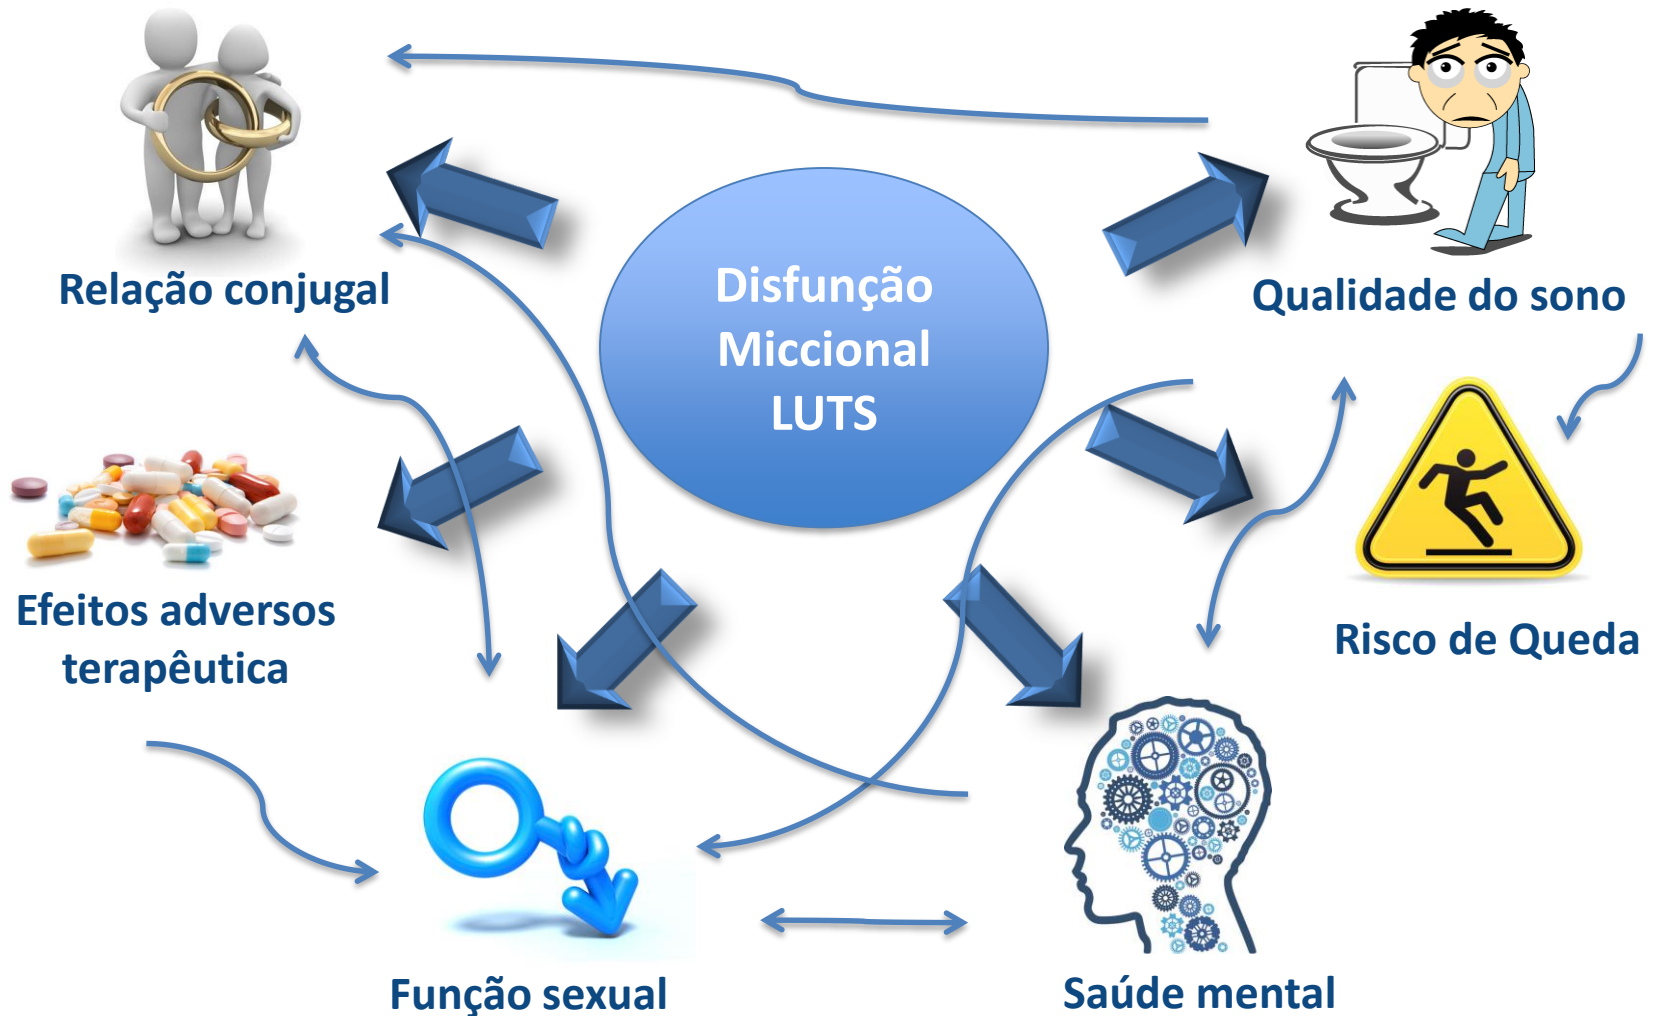 Disfunção
Miccional
LUTS
Relação conjugal
Qualidade do sono
Efeitos adversos
terapêutica
Risco de Queda
Função sexual
Saúde mental